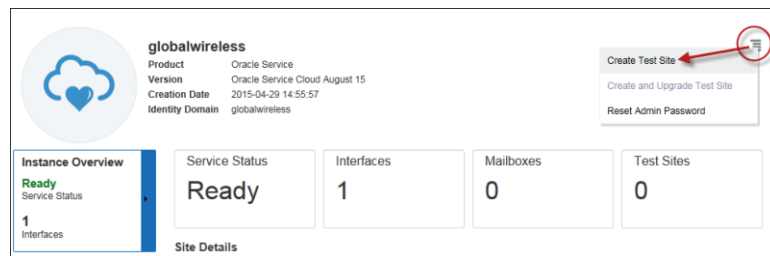 globalwireless
Product Oracle Service
Version Oracle Service Cloud August 15
Creation Date 2015-04-29 14:55:57
Identity Domain globalwireless
Create Test Site
Create and Upgrade Test Site
Reset Admin Password
Instance Overview
Ready
Service Status
1
Interfaces
Service Status
Ready
Interfaces
1
Mailboxes
0
Test Sites
0
Site Details